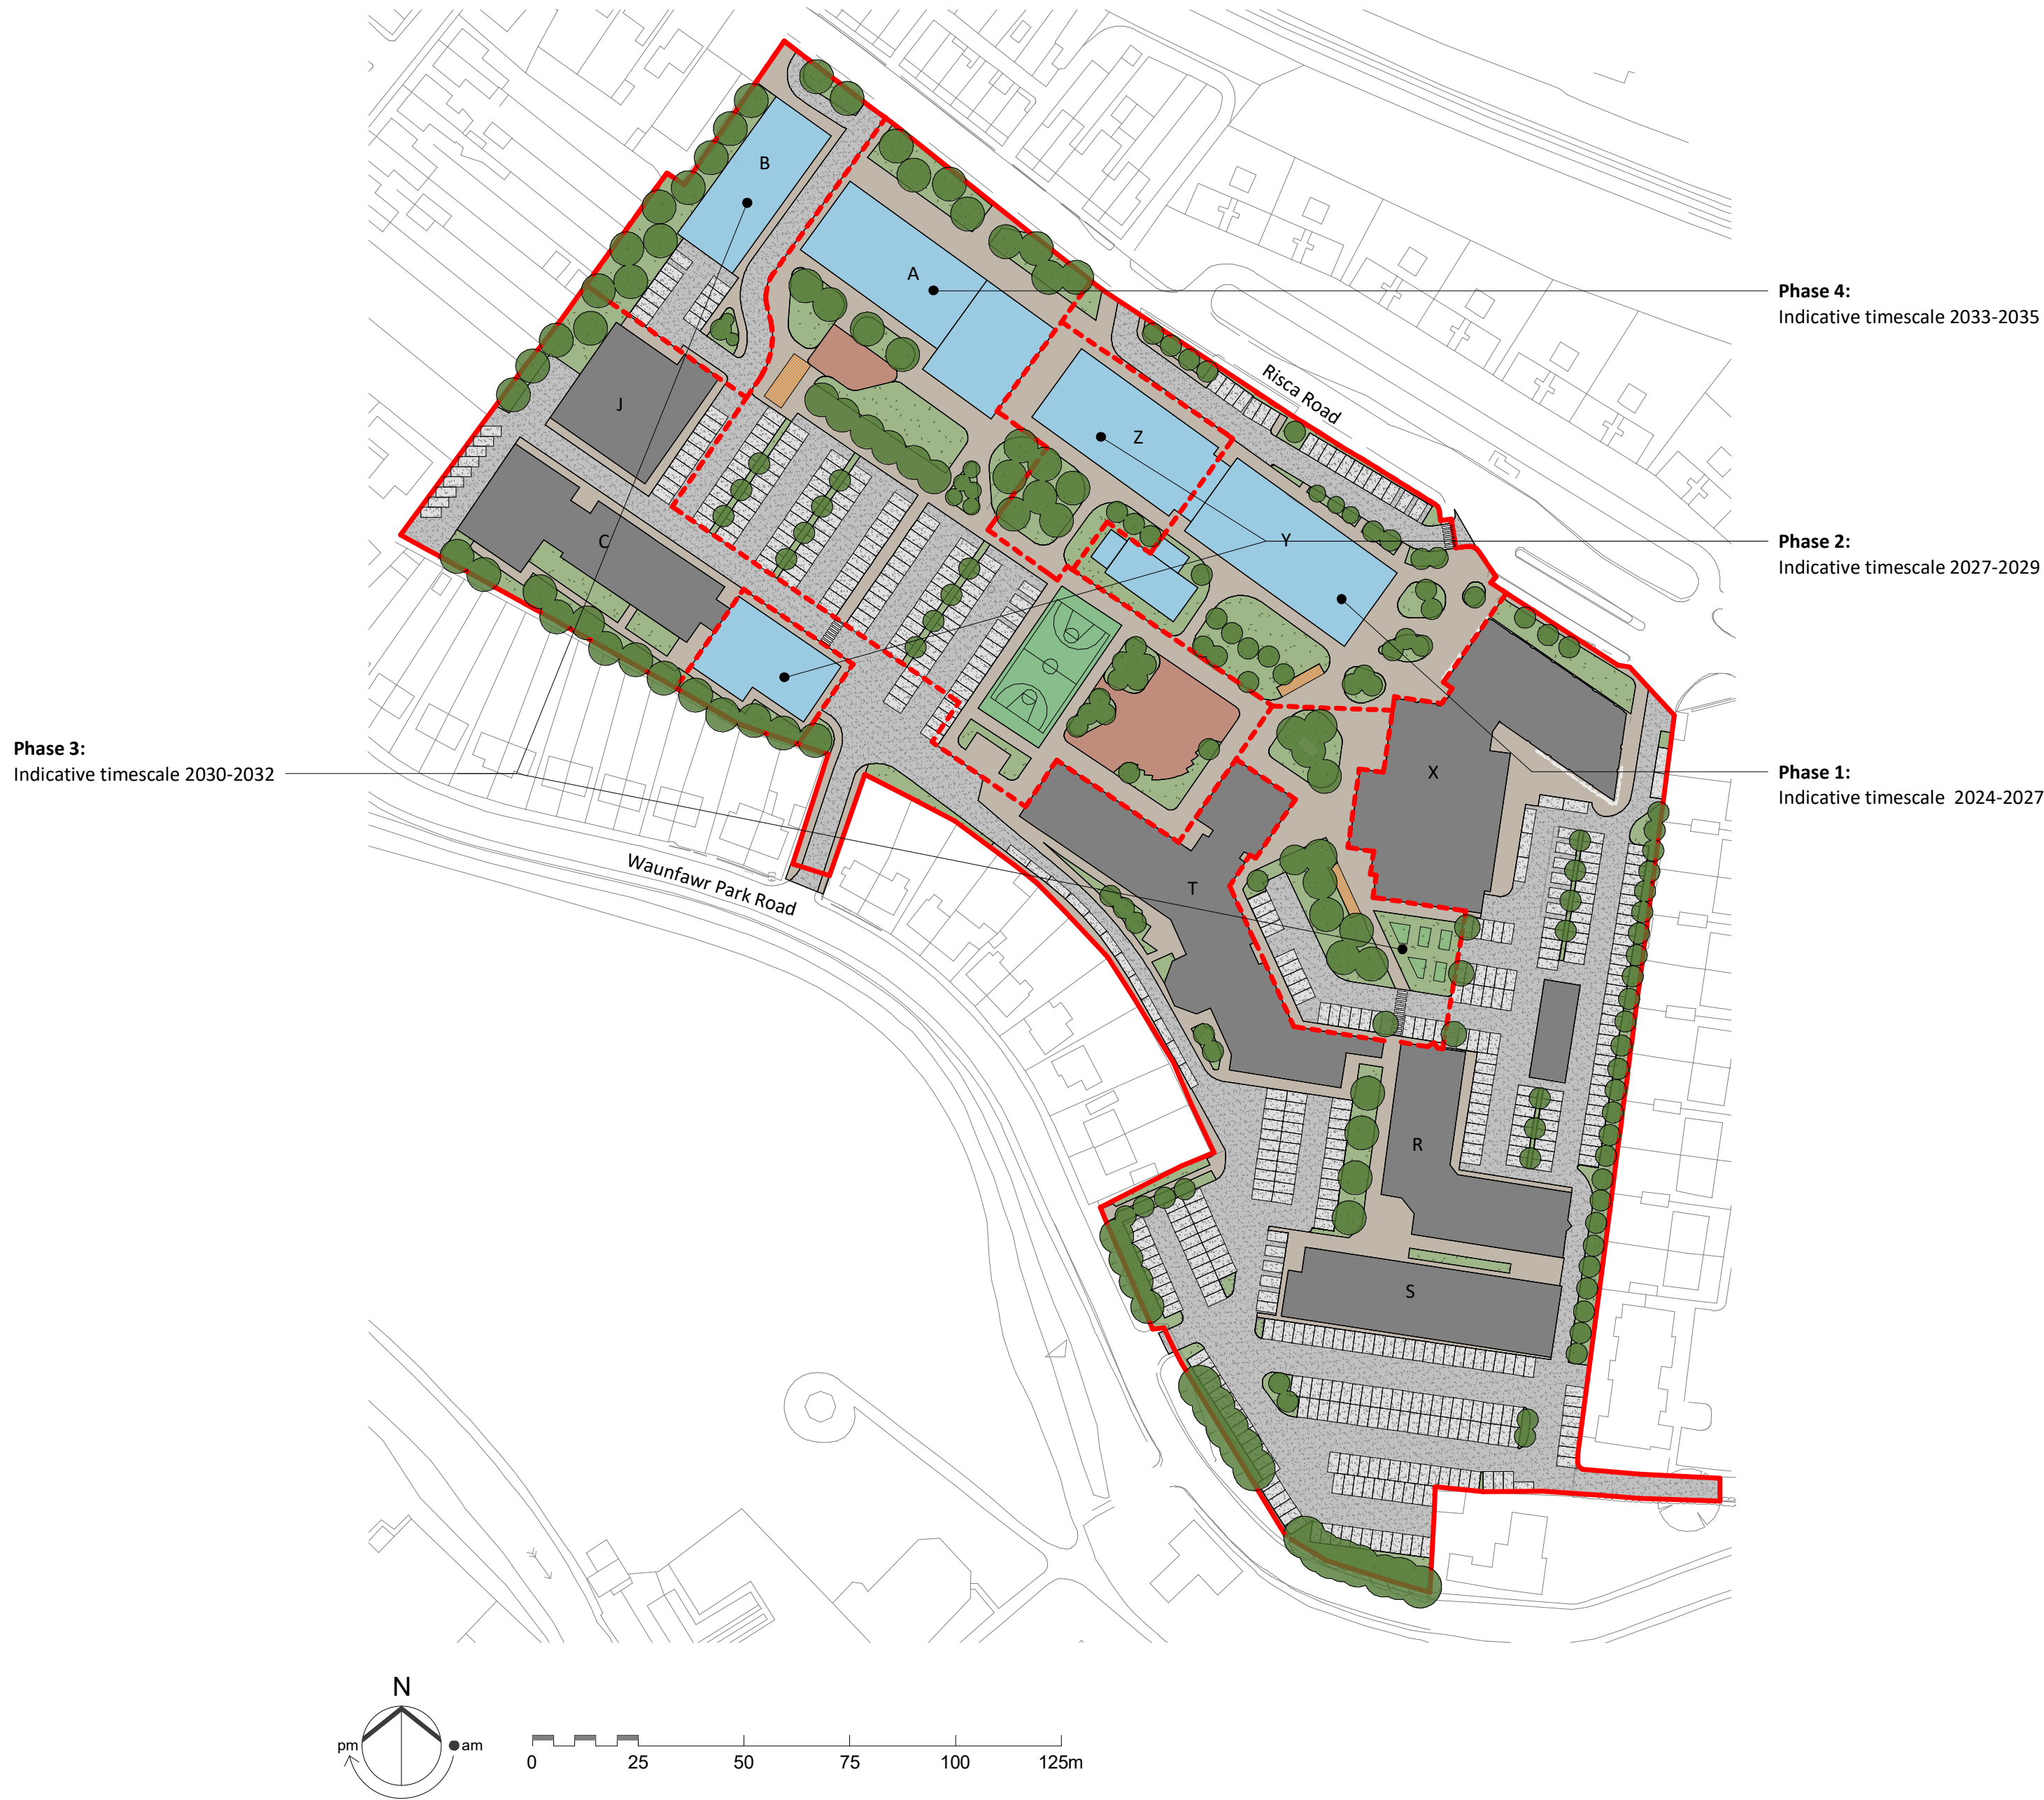 B
A
Phase 4:
Indicative timescale 2033-2035
Risca Road
J
Z
C
Y
Phase 2:
Indicative timescale 2027-2029
Phase 3:
Indicative timescale 2030-2032
X
Phase 1:
Indicative timescale 2024-2027
Waunfawr Park Road
T
R
S
N
pm
am
0 25 50 75 100 125m